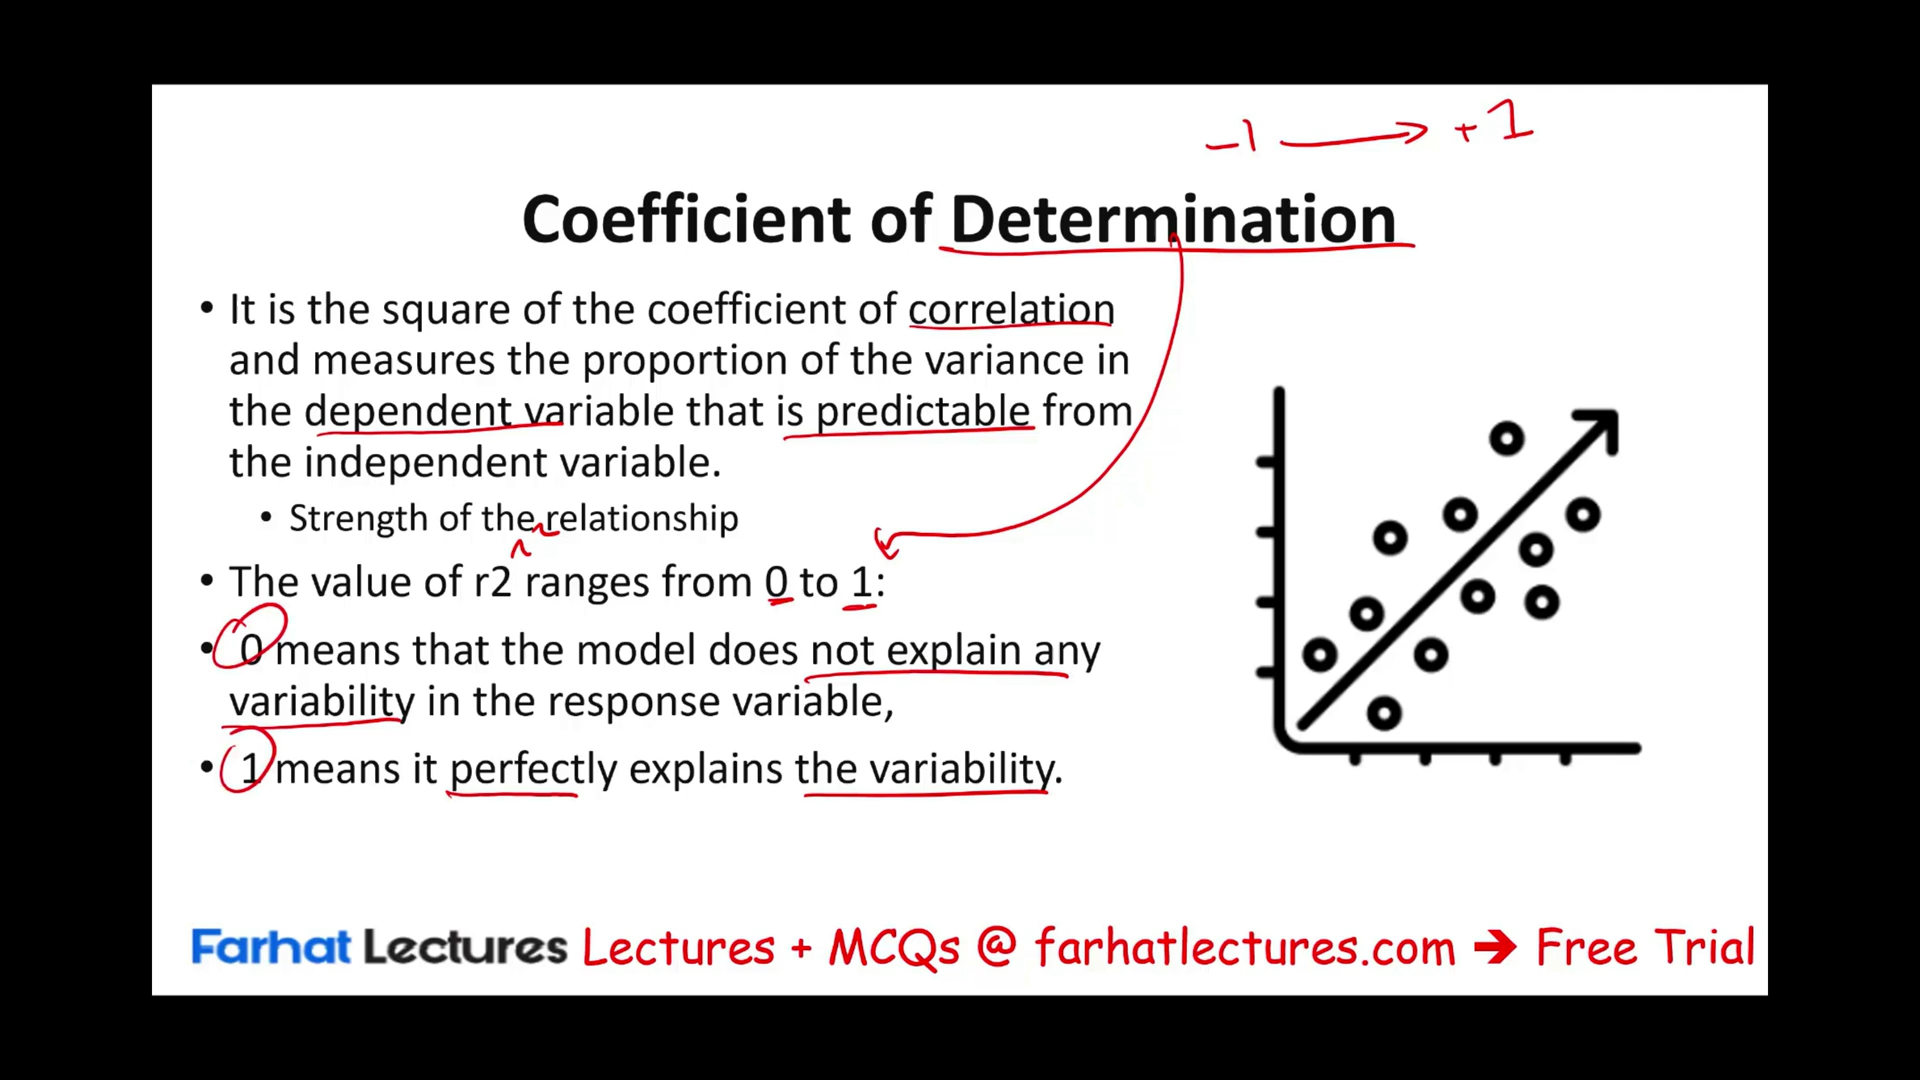 -1 → +1
Coefficient of Determination
• It is the square of the coefficient of correlation
and measures the proportion of the variance in
the dependent variable that is predictable from
the independent variable.
• Strength of the relationship
• The value of r2 ranges from 0 to 1:
• 0 means that the model does not explain any
variability in the response variable,
• 1 means it perfectly explains the variability.
Farhat Lectures Lectures + MCQs @ farhatlectures.com → Free Trial